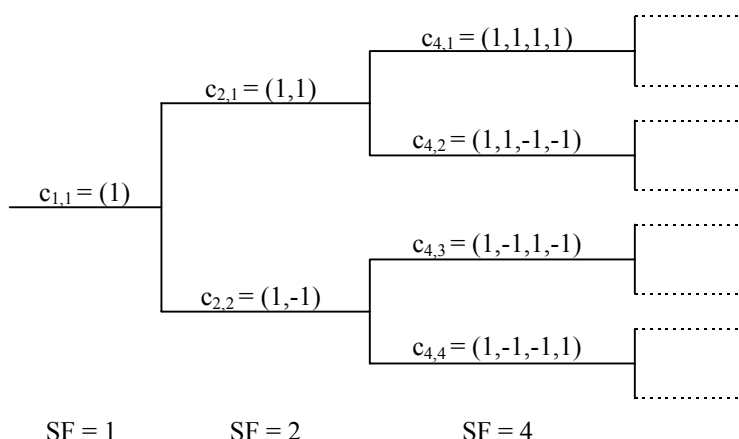 c4,1 = (1,1,1,1)
c2,1 = (1,1)
c4,2 = (1,1,-1,-1)
c1,1 = (1)
c4,3 = (1,-1,1,-1)
c2,2 = (1,-1)
c4,4 = (1,-1,-1,1)
SF = 1 SF = 2 SF = 4